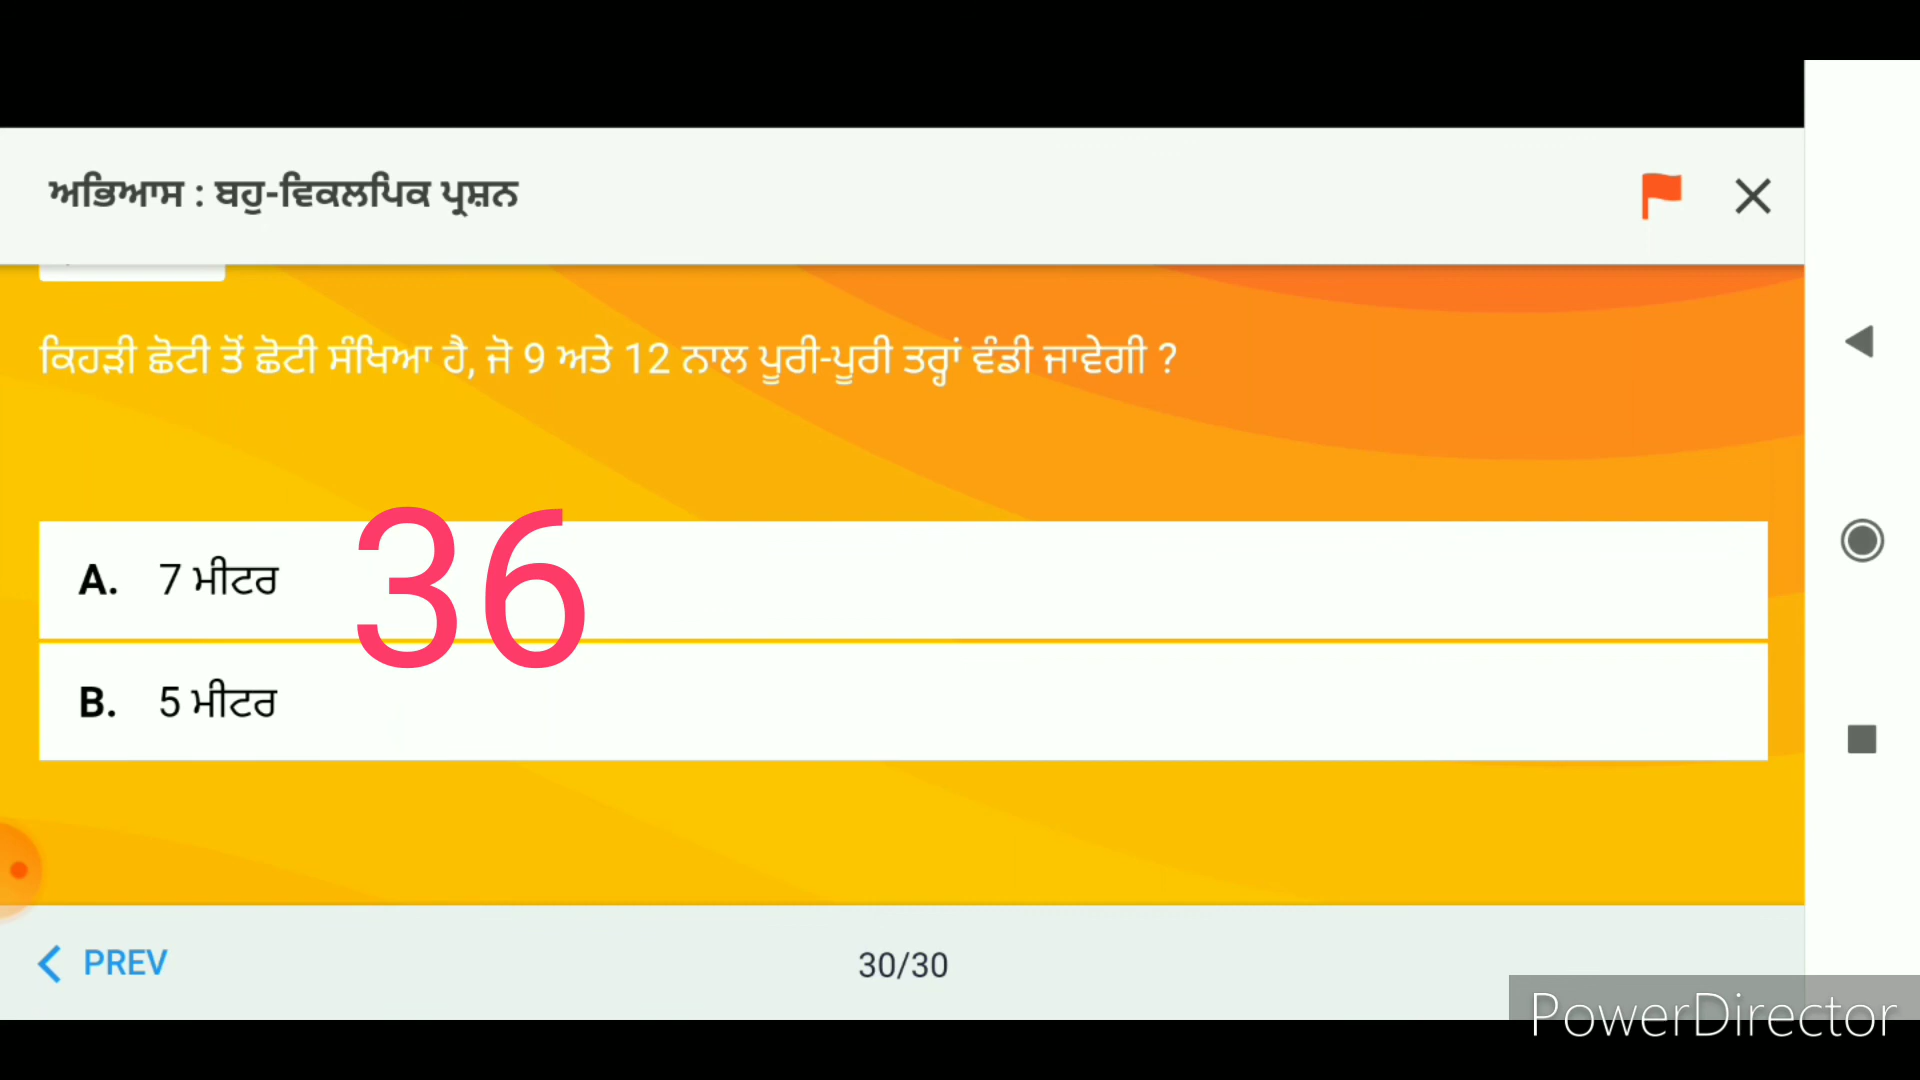 ਅਭਿਆਸ : ਬਹੁ-ਵਿਕਲਪਿਕ ਪ੍ਰਸ਼ਨ
ਕਿਹੜੀ ਛੋਟੀ ਤੋਂ ਛੋਟੀ ਸੰਖਿਆ ਹੈ, ਜੋ 9 ਅਤੇ 12 ਨਾਲ ਪੂਰੀ-ਪੂਰੀ ਤਰ੍ਹਾਂ ਵੰਡੀ ਜਾਵੇਗੀ ?
A. 7 ਮੀਟਰ
36
B. 5 ਮੀਟਰ
PREV
30/30
PowerDirector